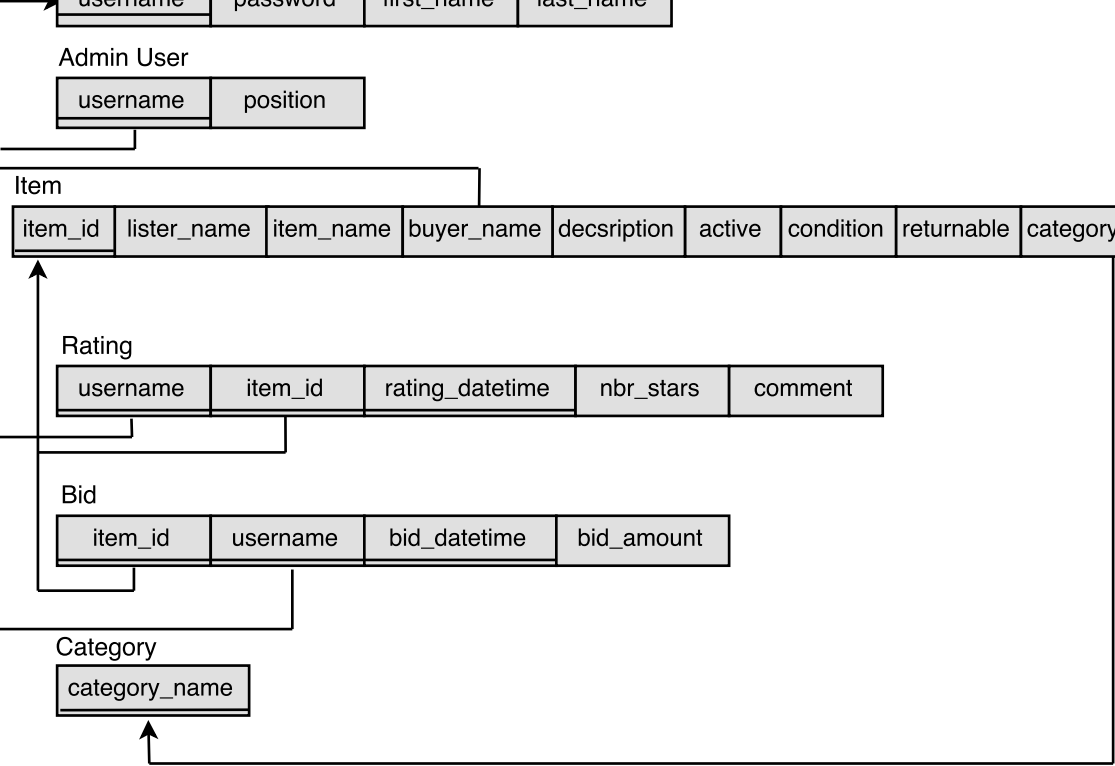 username password first_name last_name
Admin User
username position
Item
item_id lister_name item_name buyer_name decsription active condition returnable category
Rating
username item_id rating_datetime nbr_stars comment
Bid
item_id username bid_datetime bid_amount
Category
category_name